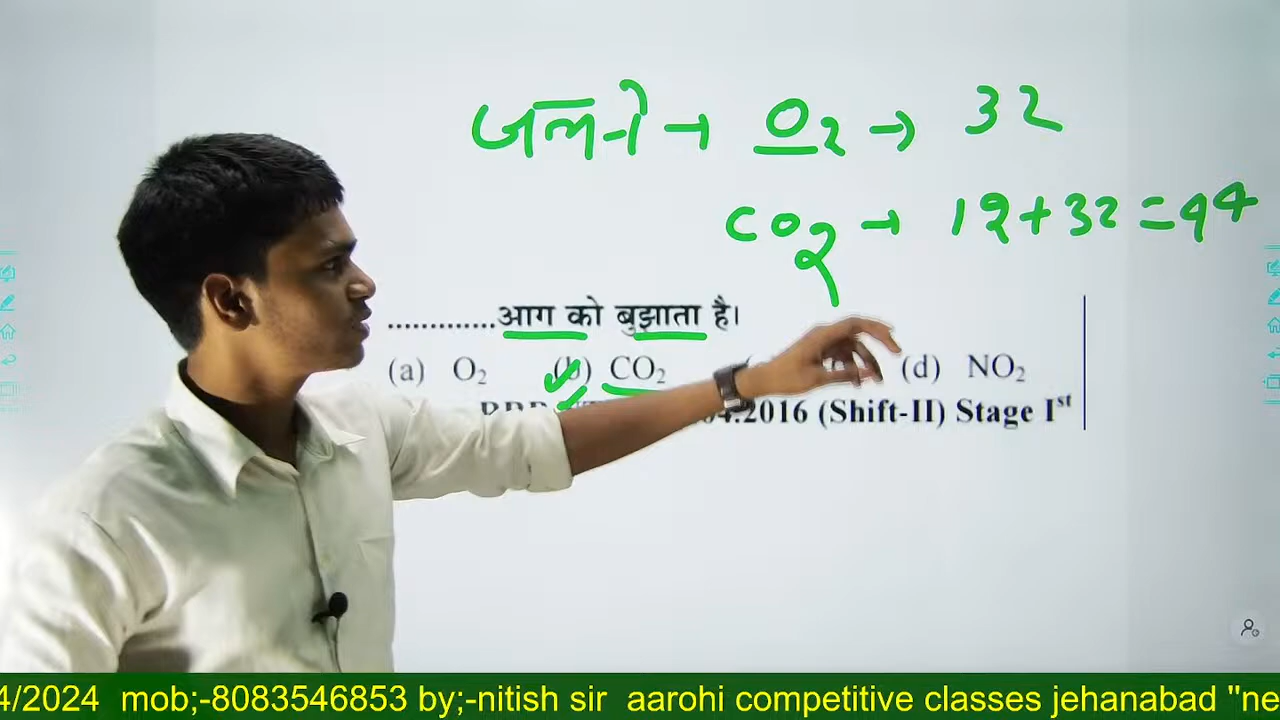 जलने → O₂ → 32
CO₂ → 12+32=44
.............आग को बुझाता है।
(a) O₂ (b) CO₂ (d) NO₂
04.2016 (Shift-II) Stage Iˢᵗ
4/2024 mob;-8083546853 by;-nitish sir aarohi competitive classes jehanabad "ne